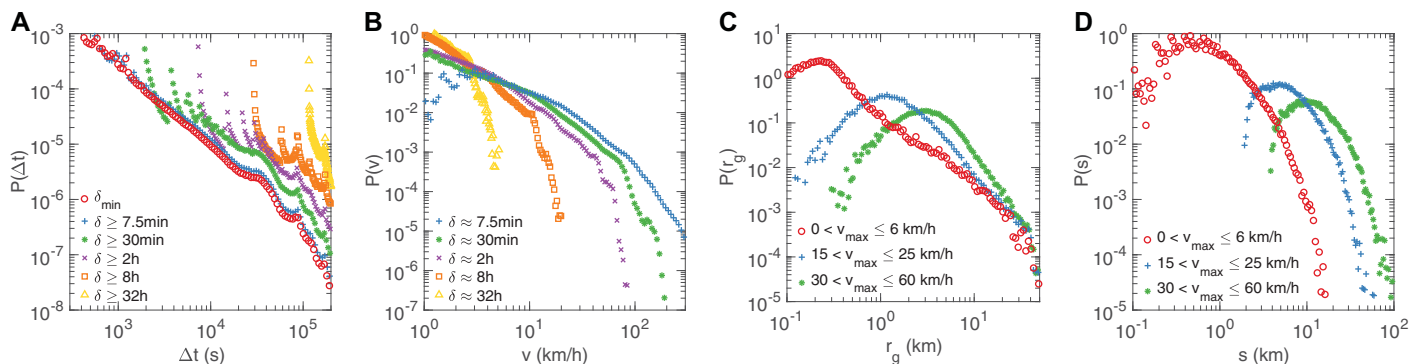 A
10^-3
10^-4
10^-5
10^-6
10^-7
10^-8
P(Δt)
δ_min
δ ≥ 7.5min
δ ≥ 30min
δ ≥ 2h
δ ≥ 8h
δ ≥ 32h
10^3 10^4 10^5
Δt (s)
B
10^0
10^-1
10^-2
10^-3
10^-4
10^-5
10^-6
10^-7
P(v)
δ ≈ 7.5min
δ ≈ 30min
δ ≈ 2h
δ ≈ 8h
δ ≈ 32h
10^0 10^1 10^2
v (km/h)
C
10^1
10^0
10^-1
10^-2
10^-3
10^-4
10^-5
P(r_g)
0 < v_max ≤ 6 km/h
15 < v_max ≤ 25 km/h
30 < v_max ≤ 60 km/h
10^-1 10^0 10^1
r_g (km)
D
10^0
10^-1
10^-2
10^-3
10^-4
10^-5
P(s)
0 < v_max ≤ 6 km/h
15 < v_max ≤ 25 km/h
30 < v_max ≤ 60 km/h
10^-1 10^0 10^1 10^2
s (km)